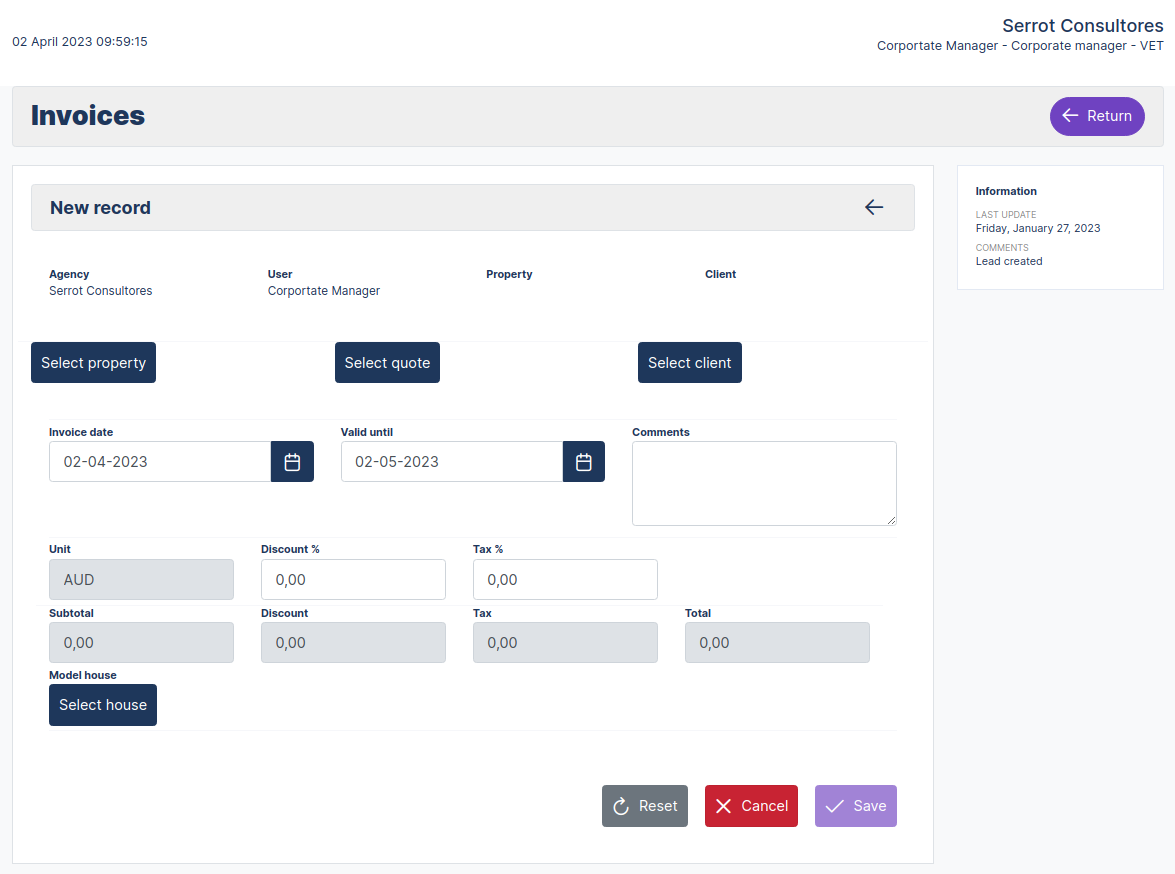 Serrot Consultores
02 April 2023 09:59:15
Corportate Manager - Corporate manager - VET
Invoices
Return
New record
Agency
User
Property
Client
Serrot Consultores
Corportate Manager
Select property
Select quote
Select client
Invoice date
Valid until
Comments
02-04-2023
02-05-2023
Unit
Discount %
Tax %
AUD
0,00
0,00
Subtotal
Discount
Tax
Total
0,00
0,00
0,00
0,00
Model house
Select house
Reset
Cancel
Save
Information
LAST UPDATE
Friday, January 27, 2023
COMMENTS
Lead created